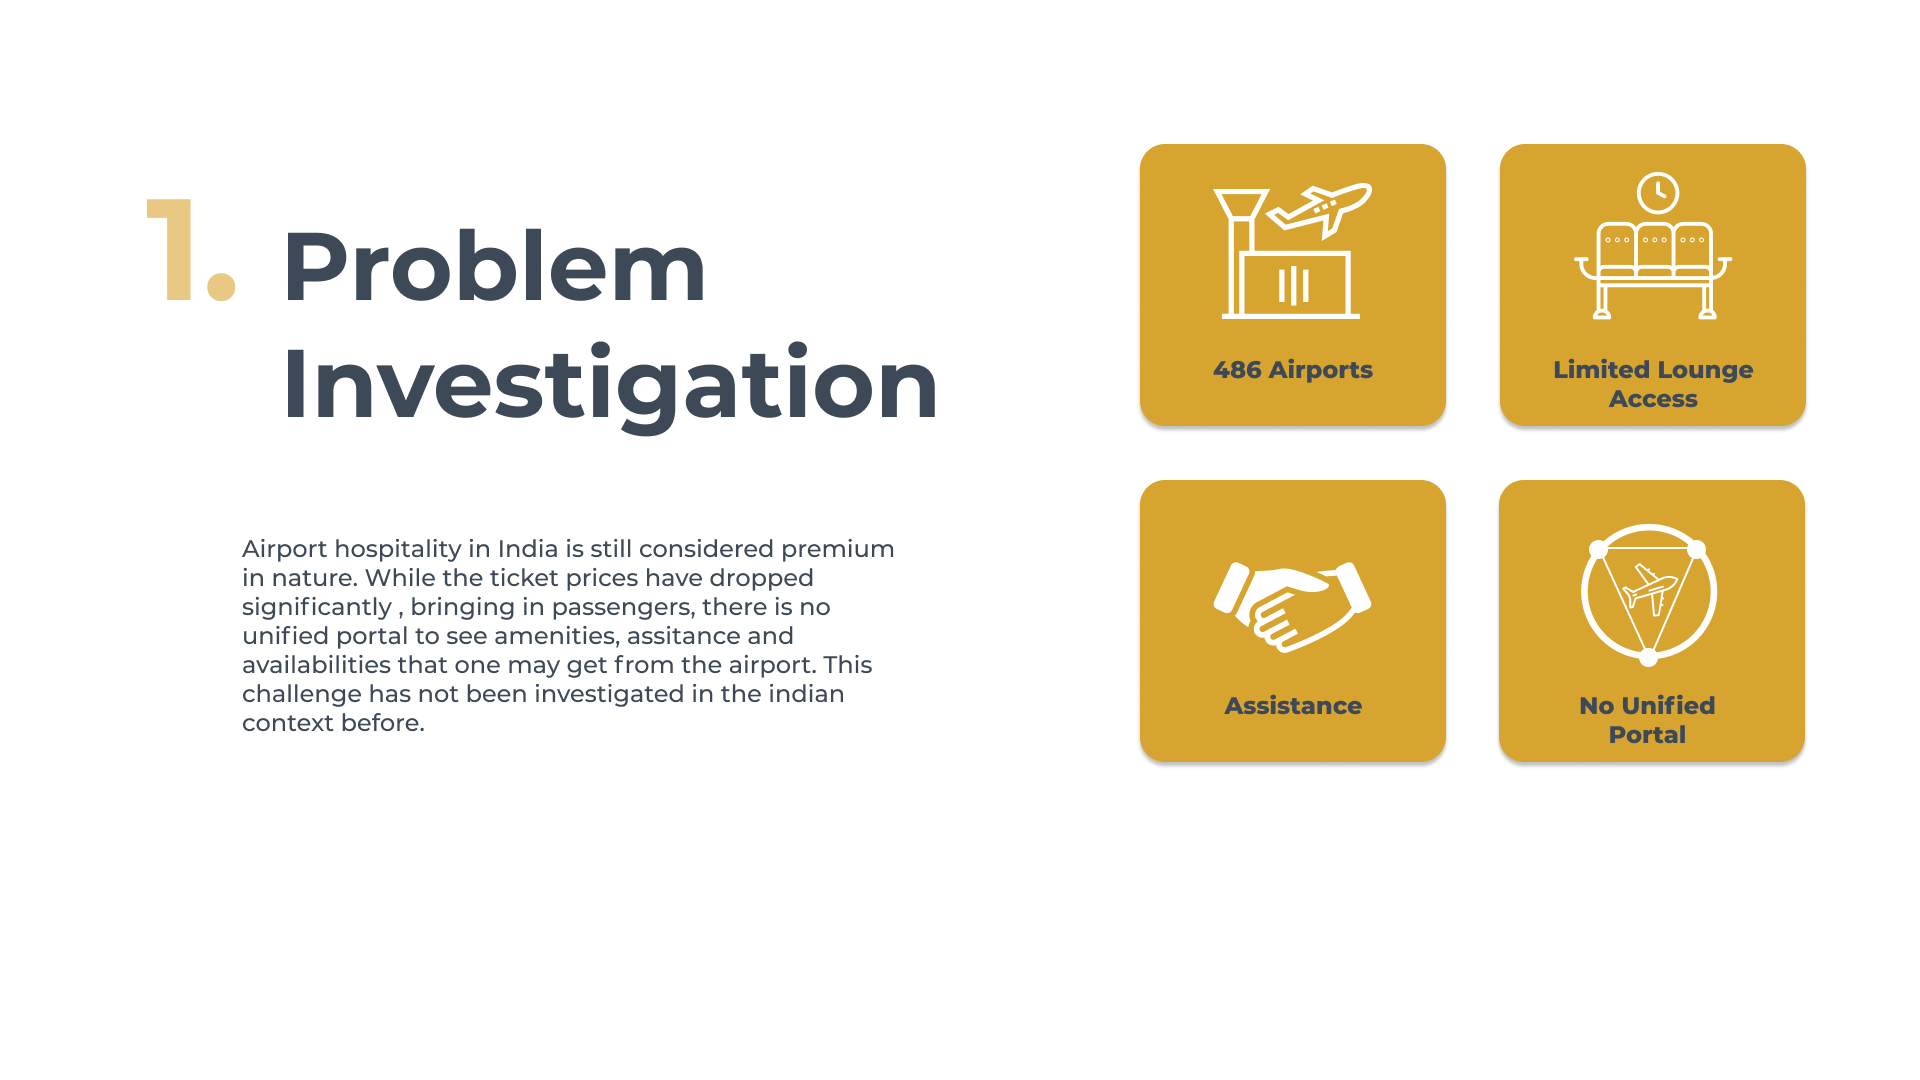 1.
Problem
Investigation
Airport hospitality in India is still considered premium
in nature. While the ticket prices have dropped
significantly , bringing in passengers, there is no
unified portal to see amenities, assitance and
availabilities that one may get from the airport. This
challenge has not been investigated in the indian
context before.
486 Airports
Limited Lounge
Access
Assistance
No Unified
Portal